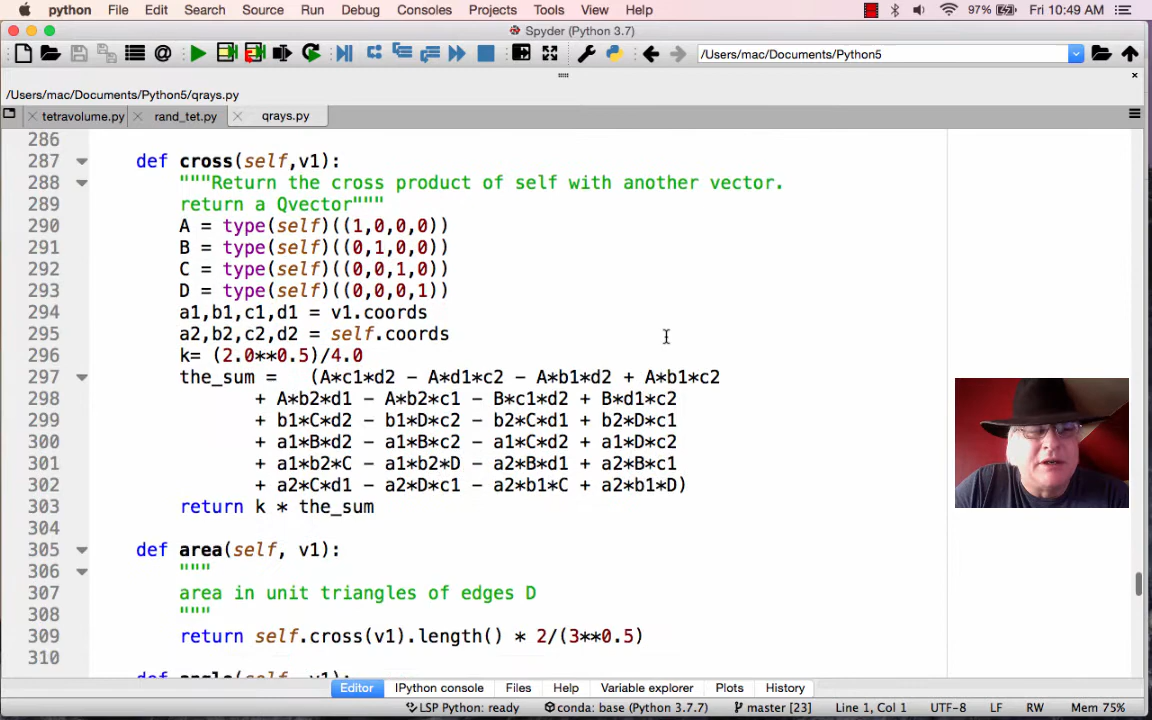 python File Edit Search Source Run Debug Consoles Projects Tools View Help 97% Fri 10:49 AM
Spyder (Python 3.7)
/Users/mac/Documents/Python5
/Users/mac/Documents/Python5/qrays.py
tetravolume.py rand_tet.py qrays.py
286
287 def cross(self,v1):
288 """Return the cross product of self with another vector.
289 return a Qvector"""
290 A = type(self)((1,0,0,0))
291 B = type(self)((0,1,0,0))
292 C = type(self)((0,0,1,0))
293 D = type(self)((0,0,0,1))
294 a1,b1,c1,d1 = v1.coords
295 a2,b2,c2,d2 = self.coords
296 k= (2.0**0.5)/4.0
297 the_sum = (A*c1*d2 - A*d1*c2 - A*b1*d2 + A*b1*c2
298 + A*b2*d1 - A*b2*c1 - B*c1*d2 + B*d1*c2
299 + b1*C*d2 - b1*D*c2 - b2*C*d1 + b2*D*c1
300 + a1*B*d2 - a1*B*c2 - a1*C*d2 + a1*D*c2
301 + a1*b2*C - a1*b2*D - a2*B*d1 + a2*B*c1
302 + a2*C*d1 - a2*D*c1 - a2*b1*C + a2*b1*D)
303 return k * the_sum
304
305 def area(self, v1):
306 """
307 area in unit triangles of edges D
308 """
309 return self.cross(v1).length() * 2/(3**0.5)
310
def angle(self, v1):
Editor IPython console Files Help Variable explorer Plots History
LSP Python: ready conda: base (Python 3.7.7) master [23] Line 1, Col 1 UTF-8 LF RW Mem 75%